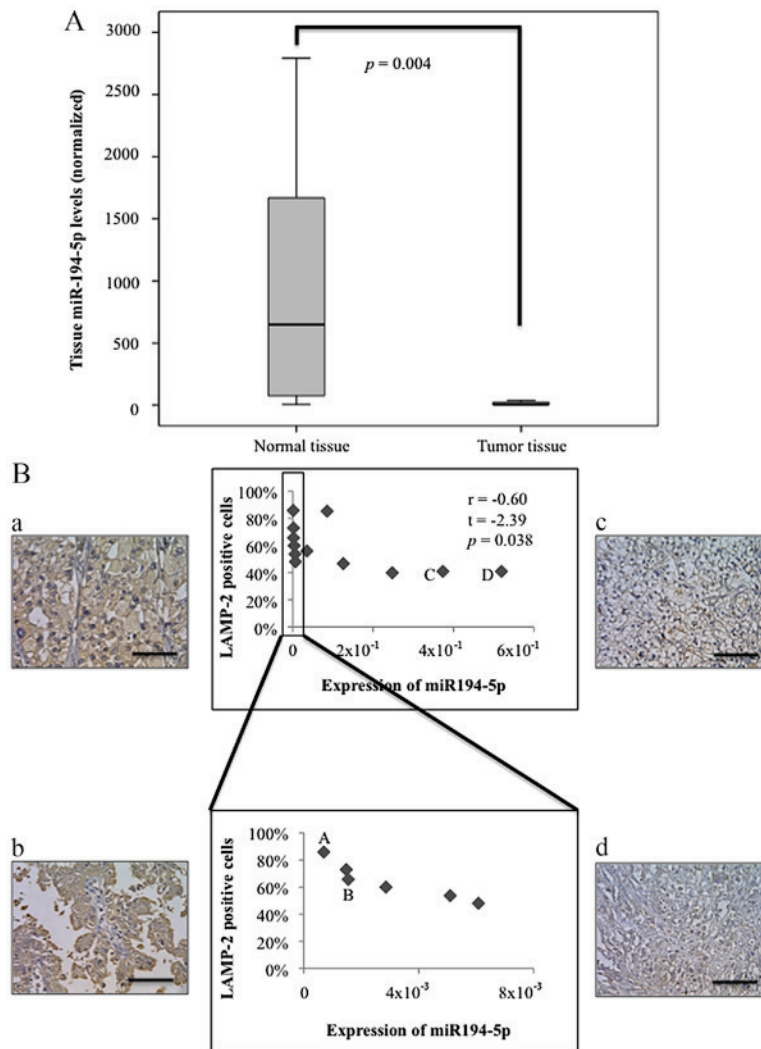 A
Tissue miR-194-5p levels (normalized)
3000
2500
2000
1500
1000
500
0
p = 0.004
Normal tissue
Tumor tissue
B
a
b
c
d
LAMP-2 positive cells
100%
80%
60%
40%
20%
0%
r = -0.60
t = -2.39
p = 0.038
C
D
0
2x10⁻¹
4x10⁻¹
6x10⁻¹
Expression of miR194-5p
LAMP-2 positive cells
100%
80%
60%
40%
20%
0%
A
B
0
4x10⁻³
8x10⁻³
Expression of miR194-5p